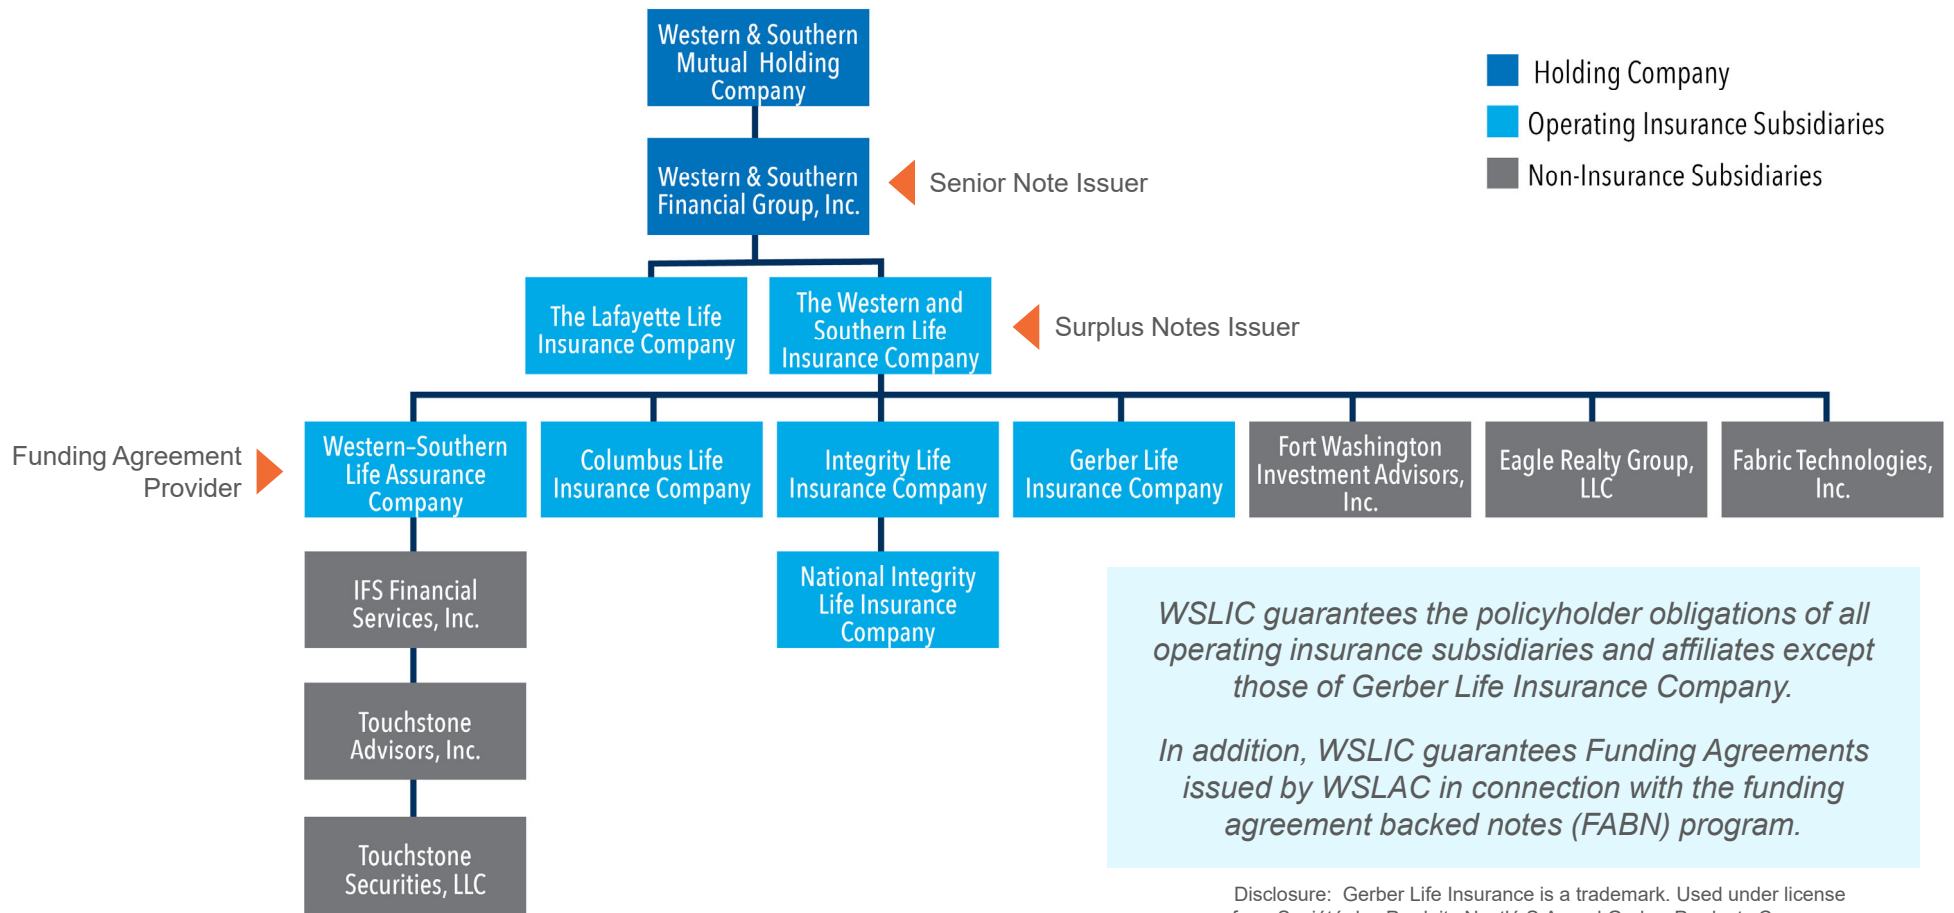 Western & Southern
Mutual Holding
Company
Holding Company
Operating Insurance Subsidiaries
Non-Insurance Subsidiaries
Western & Southern
Financial Group, Inc.
Senior Note Issuer
The Lafayette Life
Insurance Company
The Western and
Southern Life
Insurance Company
Surplus Notes Issuer
Funding Agreement
Provider
Western–Southern
Life Assurance
Company
Columbus Life
Insurance Company
Integrity Life
Insurance Company
Gerber Life
Insurance Company
Fort Washington
Investment Advisors,
Inc.
Eagle Realty Group,
LLC
Fabric Technologies,
Inc.
IFS Financial
Services, Inc.
National Integrity
Life Insurance
Company
Touchstone
Advisors, Inc.
Touchstone
Securities, LLC
WSLIC guarantees the policyholder obligations of all
operating insurance subsidiaries and affiliates except
those of Gerber Life Insurance Company.
In addition, WSLIC guarantees Funding Agreements
issued by WSLAC in connection with the funding
agreement backed notes (FABN) program.
Disclosure: Gerber Life Insurance is a trademark. Used under license